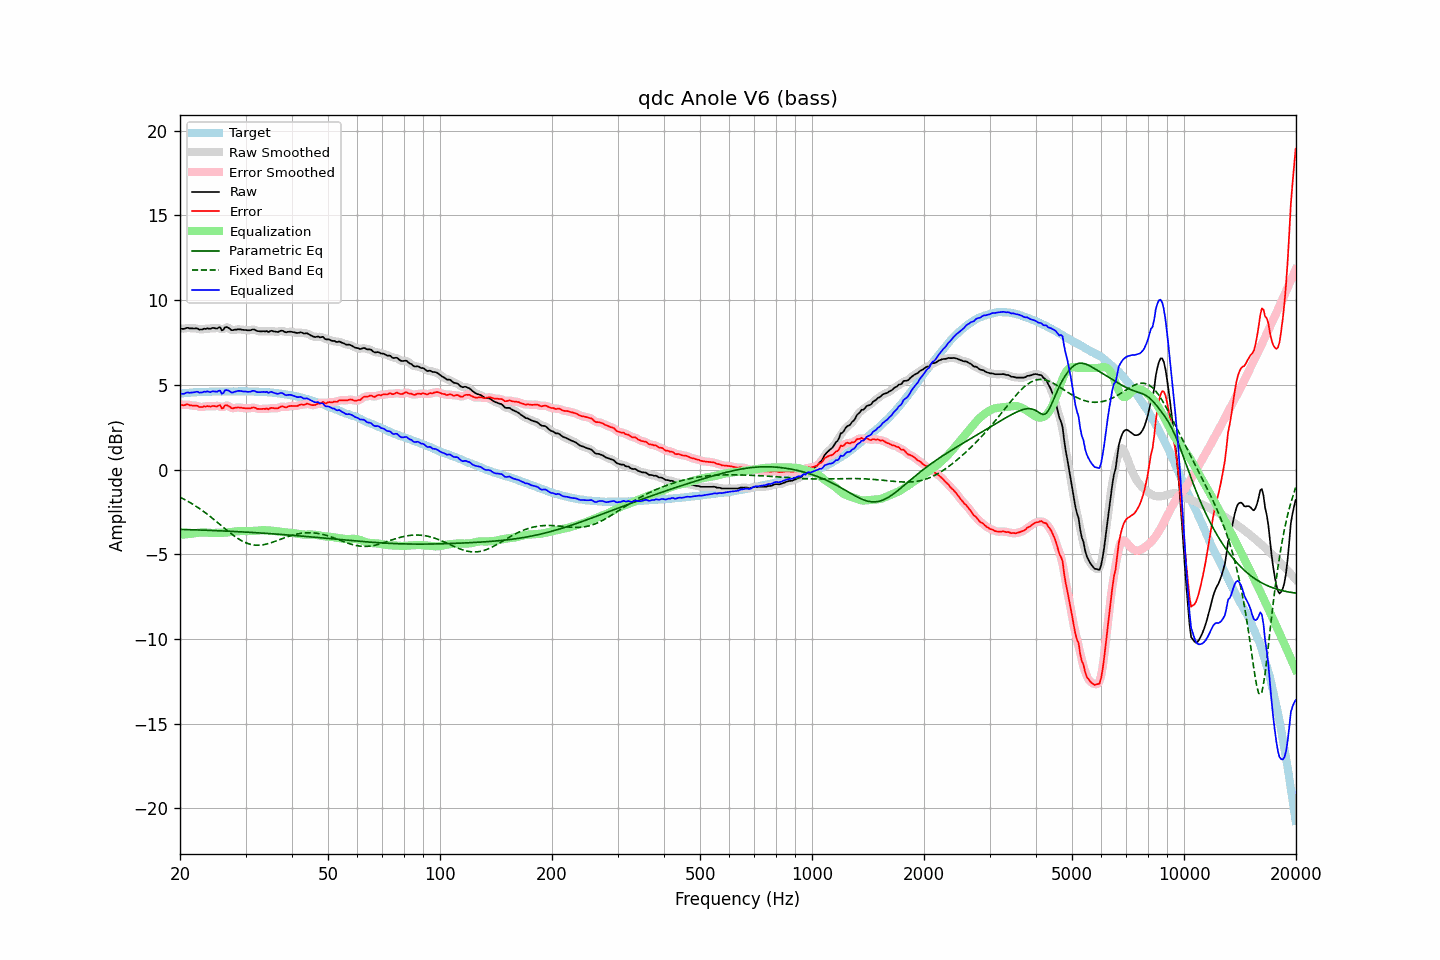 qdc Anole V6 (bass)
Target
Raw Smoothed
Error Smoothed
Raw
Error
Equalization
Parametric Eq
Fixed Band Eq
Equalized
Amplitude (dBr)
20
15
10
5
0
−5
−10
−15
−20
20
50
100
200
500
1000
2000
5000
10000
20000
Frequency (Hz)